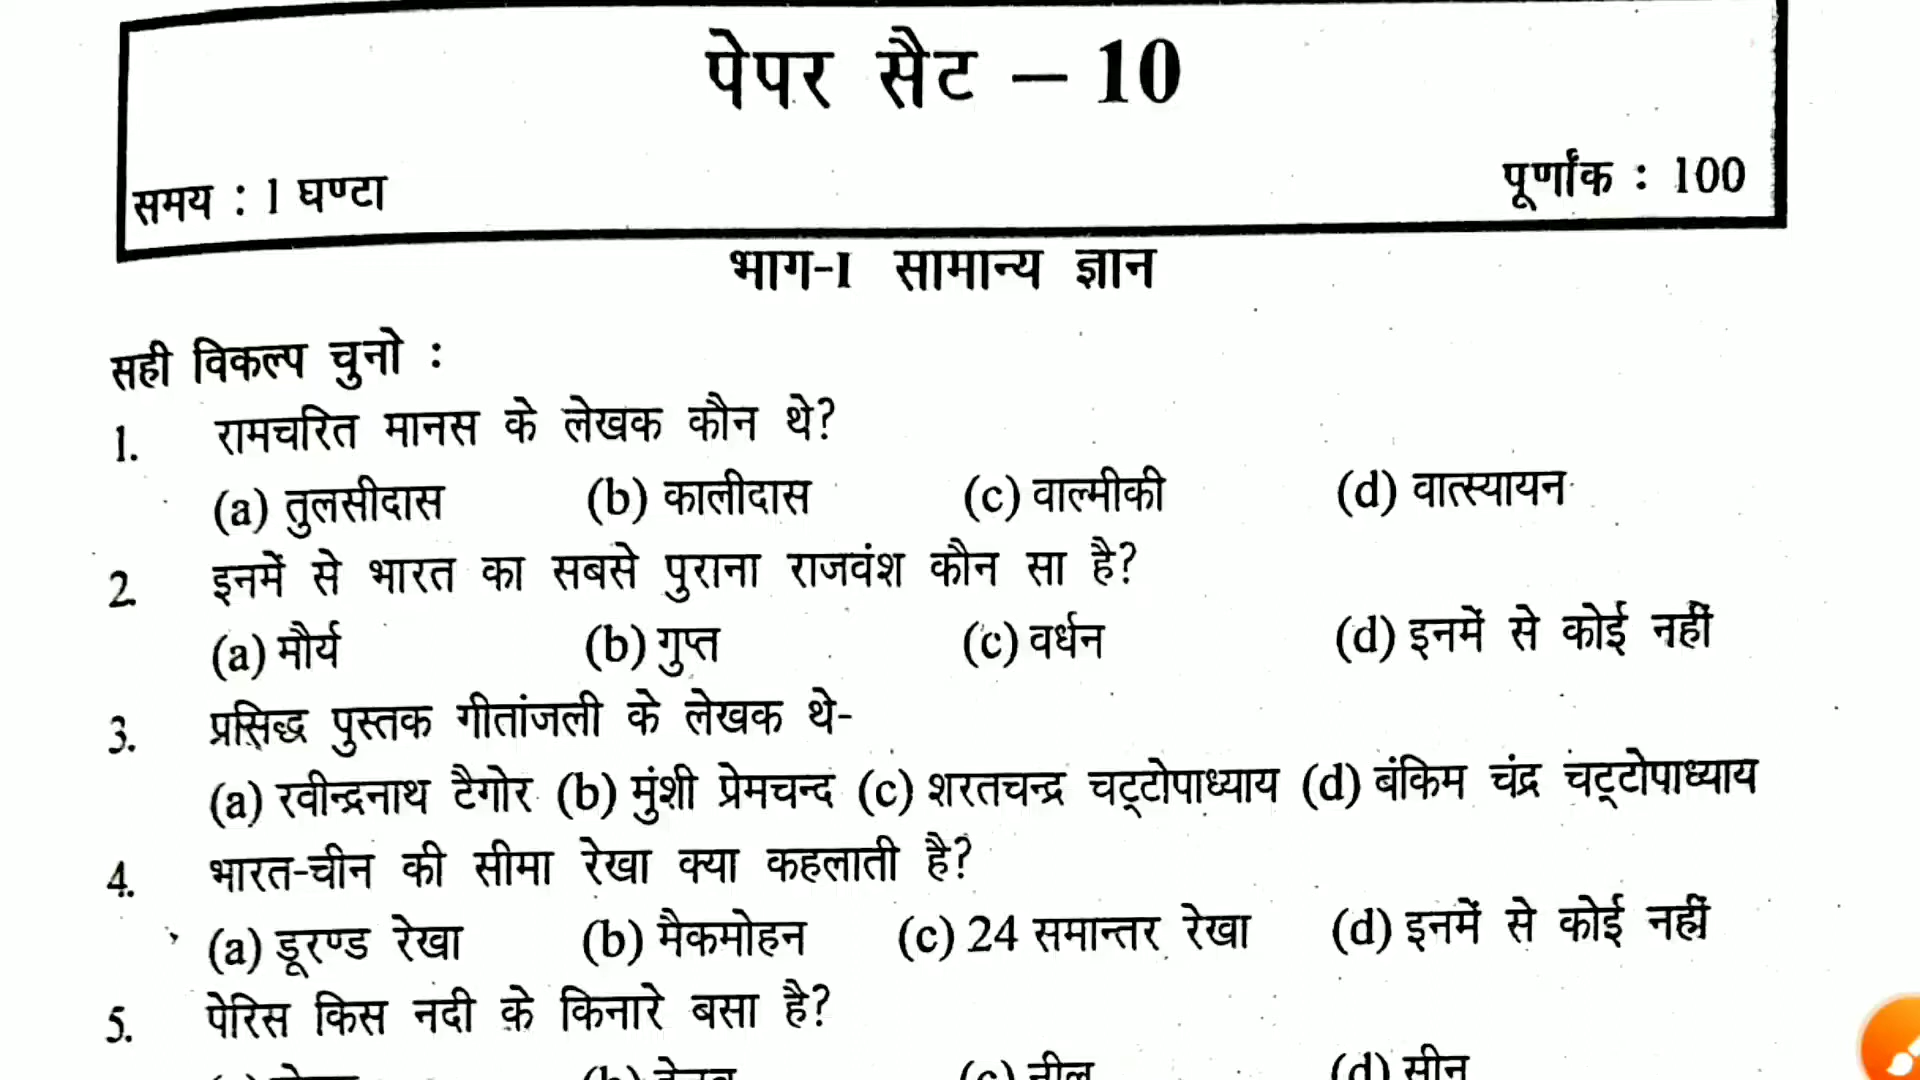 पेपर सैट – 10
समय : 1 घण्टा
पूर्णांक : 100
भाग-I सामान्य ज्ञान
सही विकल्प चुनो :
1. रामचरित मानस के लेखक कौन थे?
(a) तुलसीदास (b) कालीदास (c) वाल्मीकी (d) वात्स्यायन
2. इनमें से भारत का सबसे पुराना राजवंश कौन सा है?
(a) मौर्य (b) गुप्त (c) वर्धन (d) इनमें से कोई नहीं
3. प्रसिद्ध पुस्तक गीतांजली के लेखक थे-
(a) रवीन्द्रनाथ टैगोर (b) मुंशी प्रेमचन्द (c) शरतचन्द्र चट्टोपाध्याय (d) बंकिम चंद्र चट्टोपाध्याय
4. भारत-चीन की सीमा रेखा क्या कहलाती है?
(a) डूरण्ड रेखा (b) मैकमोहन (c) 24 समान्तर रेखा (d) इनमें से कोई नहीं
5. पेरिस किस नदी के किनारे बसा है?
(c) नील (d) सीन